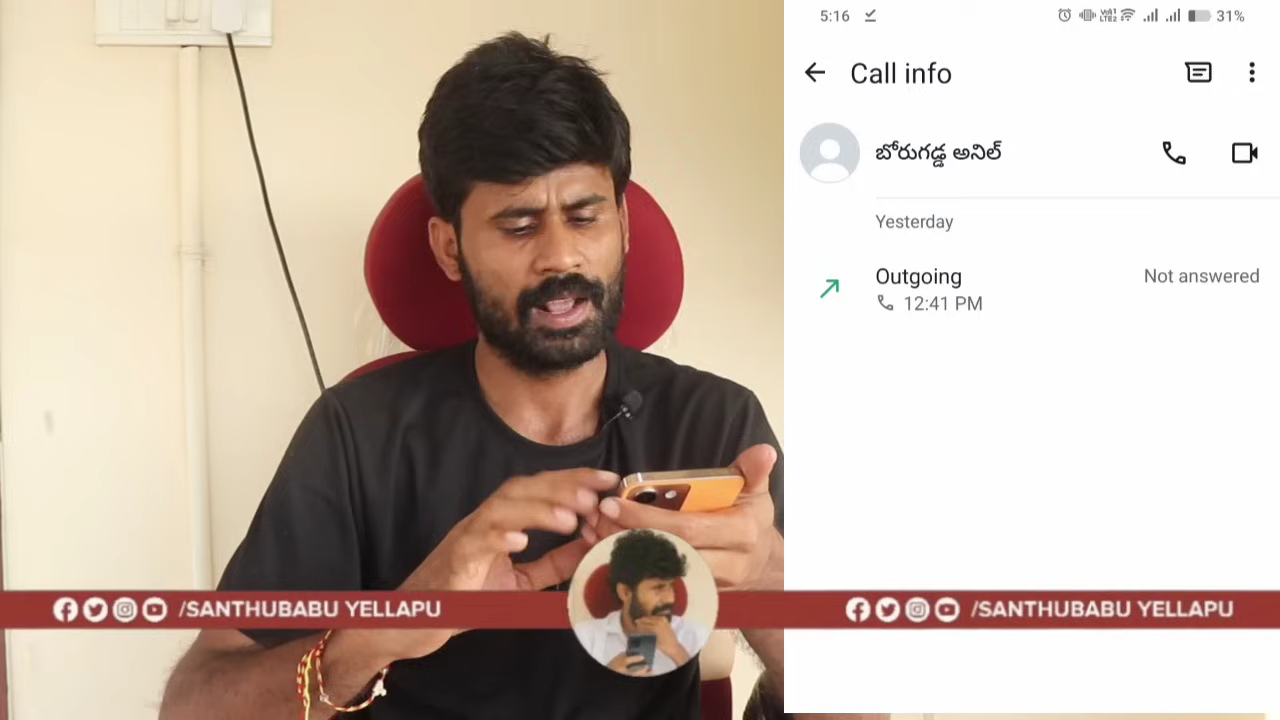 5:16
31%
Call info
బోరుగడ్డ అనిల్
Yesterday
Outgoing
Not answered
12:41 PM
/SANTHUBABU YELLAPU
/SANTHUBABU YELLAPU